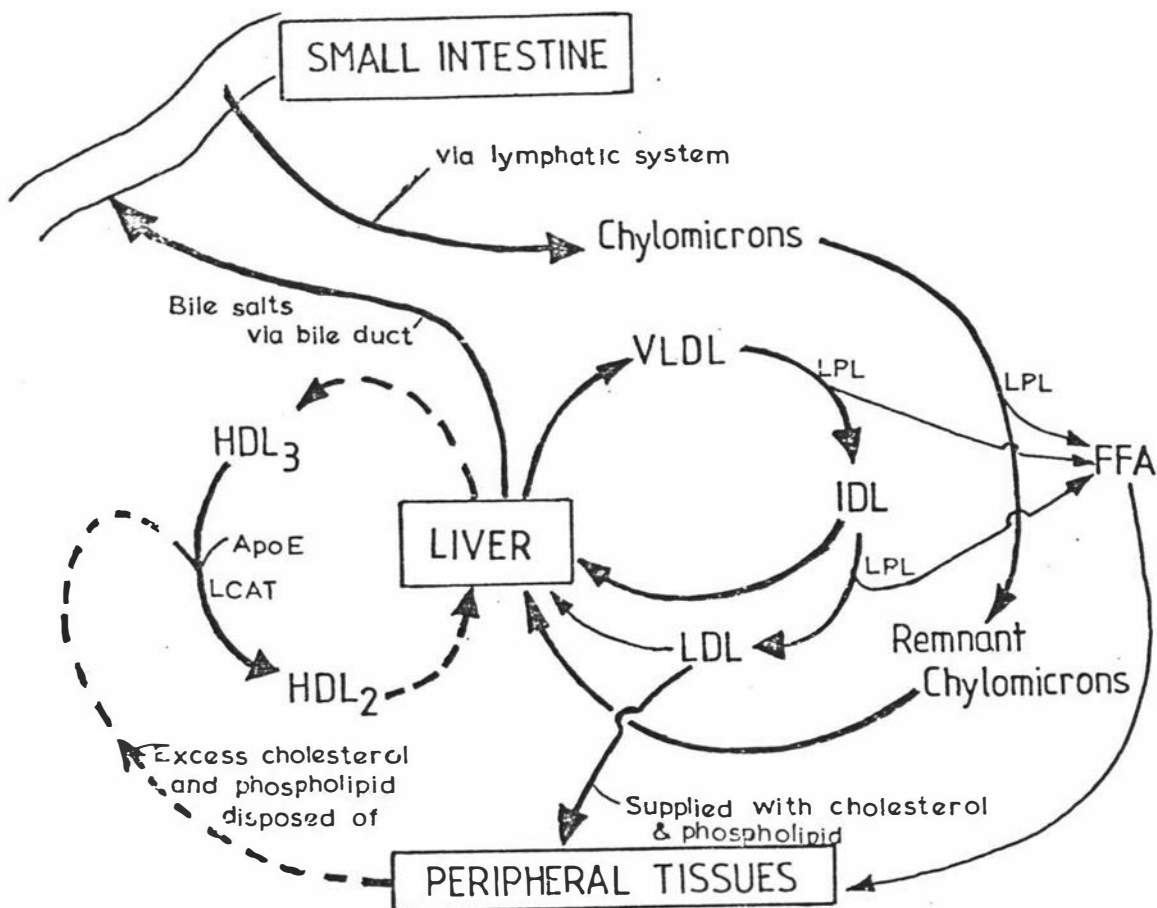 SMALL INTESTINE
via lymphatic system
Chylomicrons
Bile salts
via bile duct
VLDL
LPL
LPL
HDL3
FFA
IDL
LIVER
ApoE
LCAT
LPL
Remnant
Chylomicrons
LDL
HDL2
Excess cholesterol
and phospholipid
disposed of
Supplied with cholesterol
& phospholipid
PERIPHERAL TISSUES